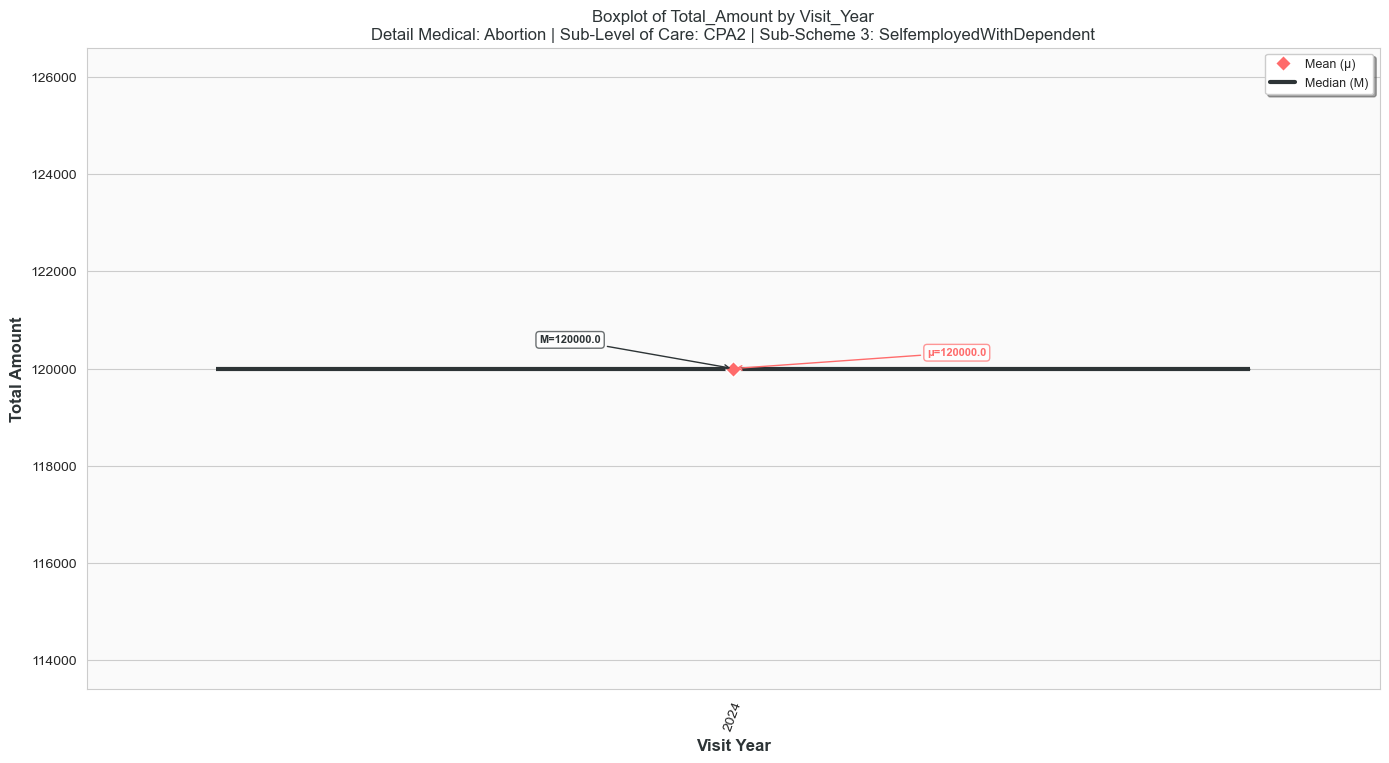 Boxplot of Total_Amount by Visit_Year
Detail Medical: Abortion | Sub-Level of Care: CPA2 | Sub-Scheme 3: SelfemployedWithDependent
Mean (μ)
Median (M)
Total Amount
126000
124000
122000
120000
118000
116000
114000
M=120000.0
μ=120000.0
2024
Visit Year